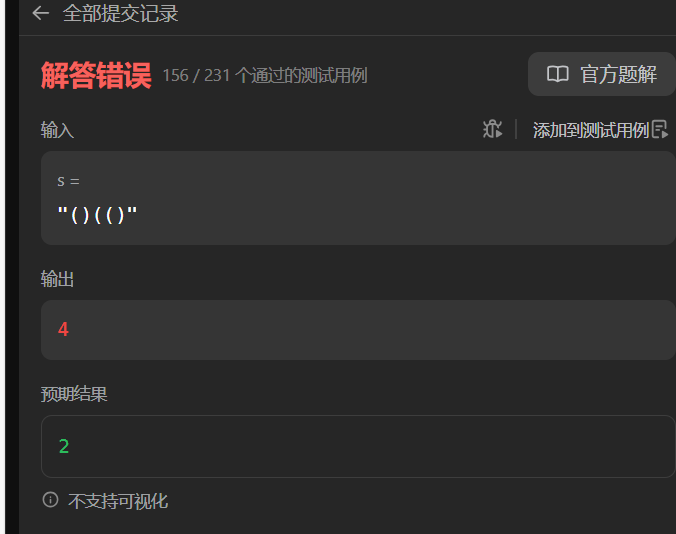 ← 全部提交记录
解答错误 156 / 231 个通过的测试用例 官方题解
输入 添加到测试用例
s =
"()(()"
输出
4
预期结果
2
不支持可视化